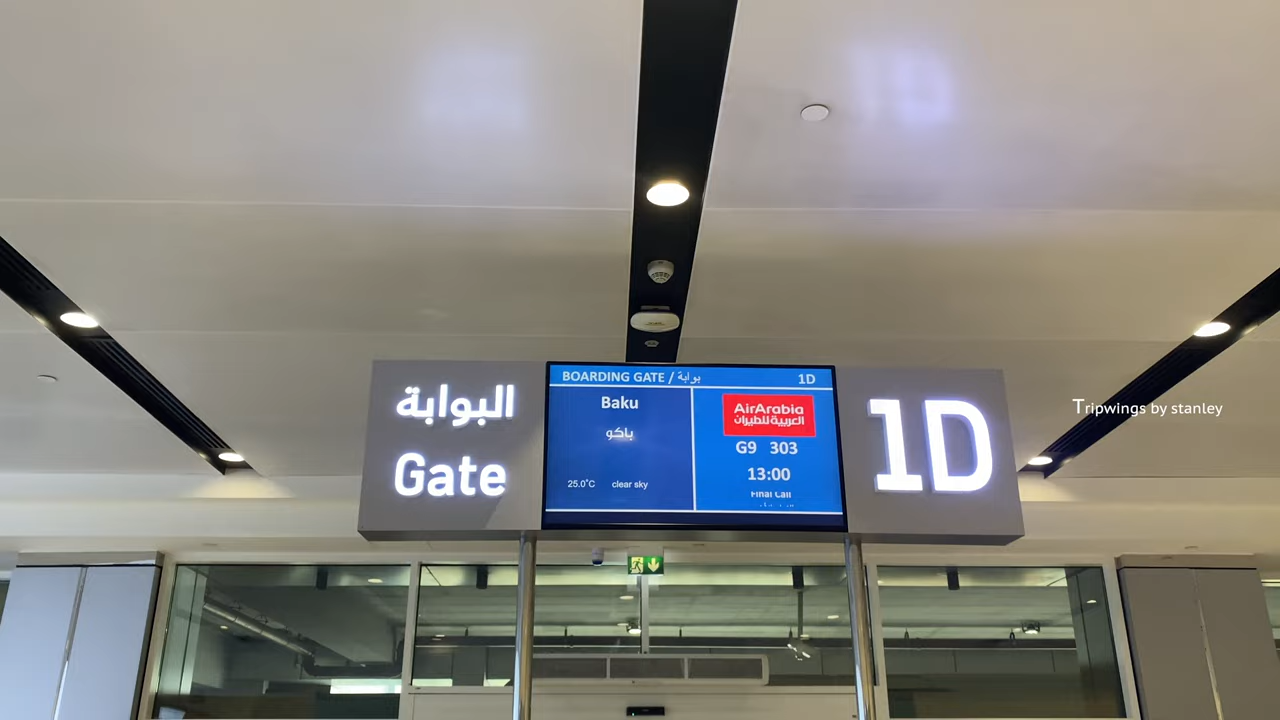 البوابة
Gate
BOARDING GATE / بوابة 1D
Baku
باكو
25.0°C clear sky
AirArabia
العربية للطيران
G9 303
13:00
Final Call
1D
Tripwings by stanley